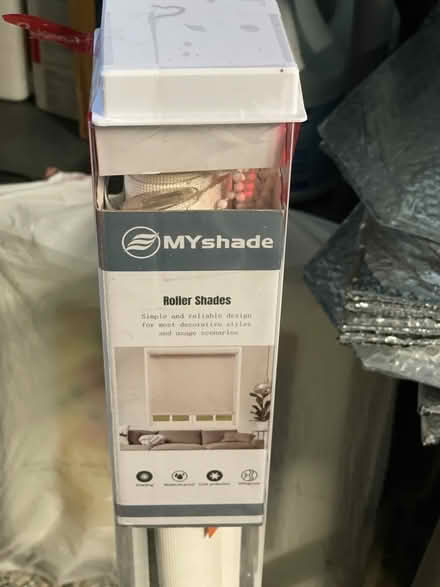 MYshade
Roller Shades
Simple and reliable design
for most decorative styles
and usage scenarios